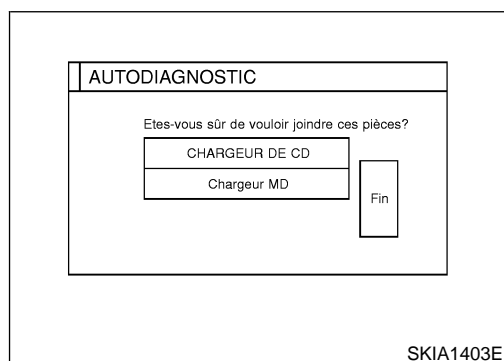 AUTODIAGNOSTIC
Etes-vous sûr de vouloir joindre ces pièces?
CHARGEUR DE CD
Chargeur MD
Fin
SKIA1403E